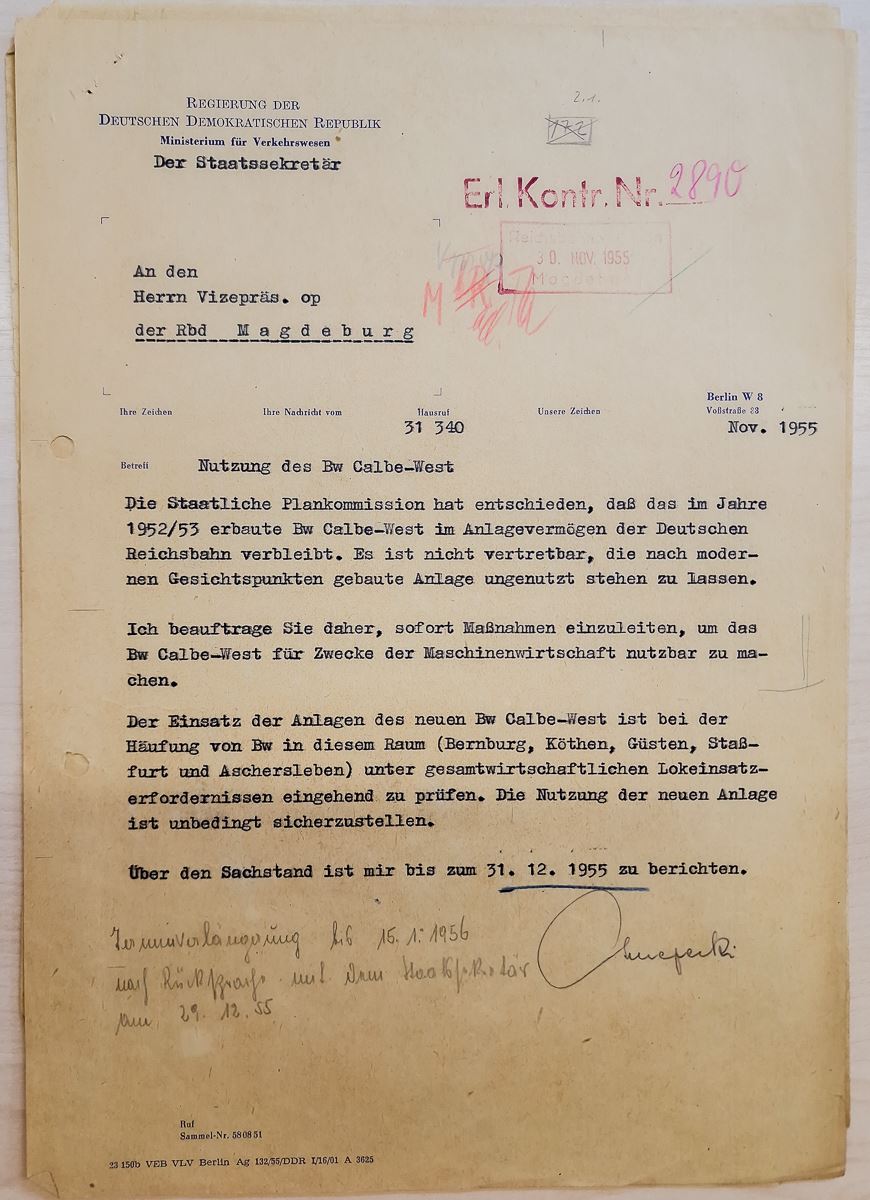 2.1.
REGIERUNG DER
DEUTSCHEN DEMOKRATISCHEN REPUBLIK
Ministerium für Verkehrswesen
Der Staatssekretär
Erl. Kontr. Nr. 2890
30. NOV. 1955
Magdeburg
An den
Herrn Vizepräs. op
der Rbd M a g d e b u r g
M
Berlin W 8
Ihre Zeichen Ihre Nachricht vom Hausruf Unsere Zeichen Voßstraße 33
31 340 Nov. 1955
Betreff Nutzung des Bw Calbe-West
Die Staatliche Plankommission hat entschieden, daß das im Jahre
1952/53 erbaute Bw Calbe-West im Anlagevermögen der Deutschen
Reichsbahn verbleibt. Es ist nicht vertretbar, die nach moder-
nen Gesichtspunkten gebaute Anlage ungenutzt stehen zu lassen.
Ich beauftrage Sie daher, sofort Maßnahmen einzuleiten, um das
Bw Calbe-West für Zwecke der Maschinenwirtschaft nutzbar zu ma-
chen.
Der Einsatz der Anlagen des neuen Bw Calbe-West ist bei der
Häufung von Bw in diesem Raum (Bernburg, Köthen, Güsten, Staß-
furt und Aschersleben) unter gesamtwirtschaftlichen Lokeinsatz-
erfordernissen eingehend zu prüfen. Die Nutzung der neuen Anlage
ist unbedingt sicherzustellen.
Über den Sachstand ist mir bis zum 31. 12. 1955 zu berichten.
Terminverlängerung bis 15.1.1956
nach Rücksprache mit dem Staatssekretär
am 29. 12. 55
Ruf
Sammel-Nr. 580851
23 150b VEB VLV Berlin Ag 132/55/DDR I/16/01 A 3625